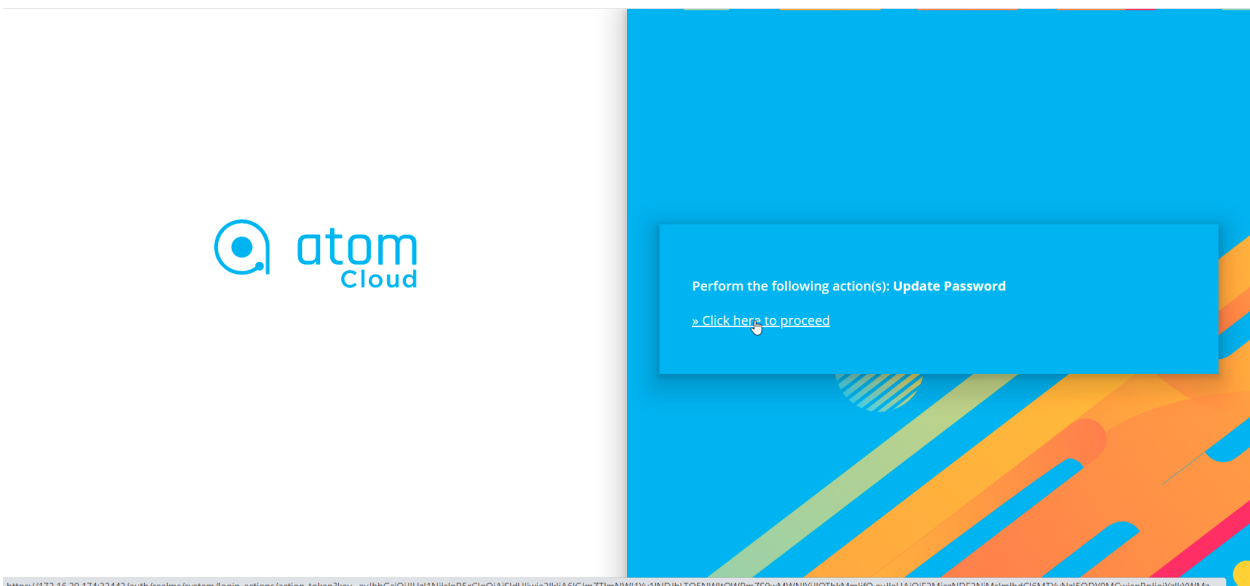 atom
Cloud
Perform the following action(s): Update Password
» Click here to proceed